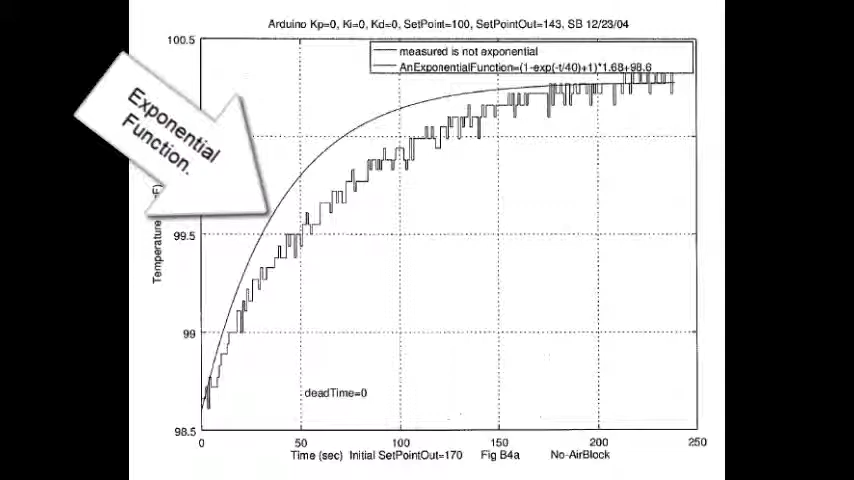 Arduino Kp=0, Ki=0, Kd=0, SetPoint=100, SetPointOut=143, SB 12/23/04
100.5
measured is not exponential
AnExponentialFunction=(1-exp(-t/40)+1)*1.68+98.6
Exponential
Function.
Temperature
99.5
99
deadTime=0
98.5
0 50 100 150 200 250
Time (sec) Initial SetPointOut=170 Fig B4a No-AirBlock